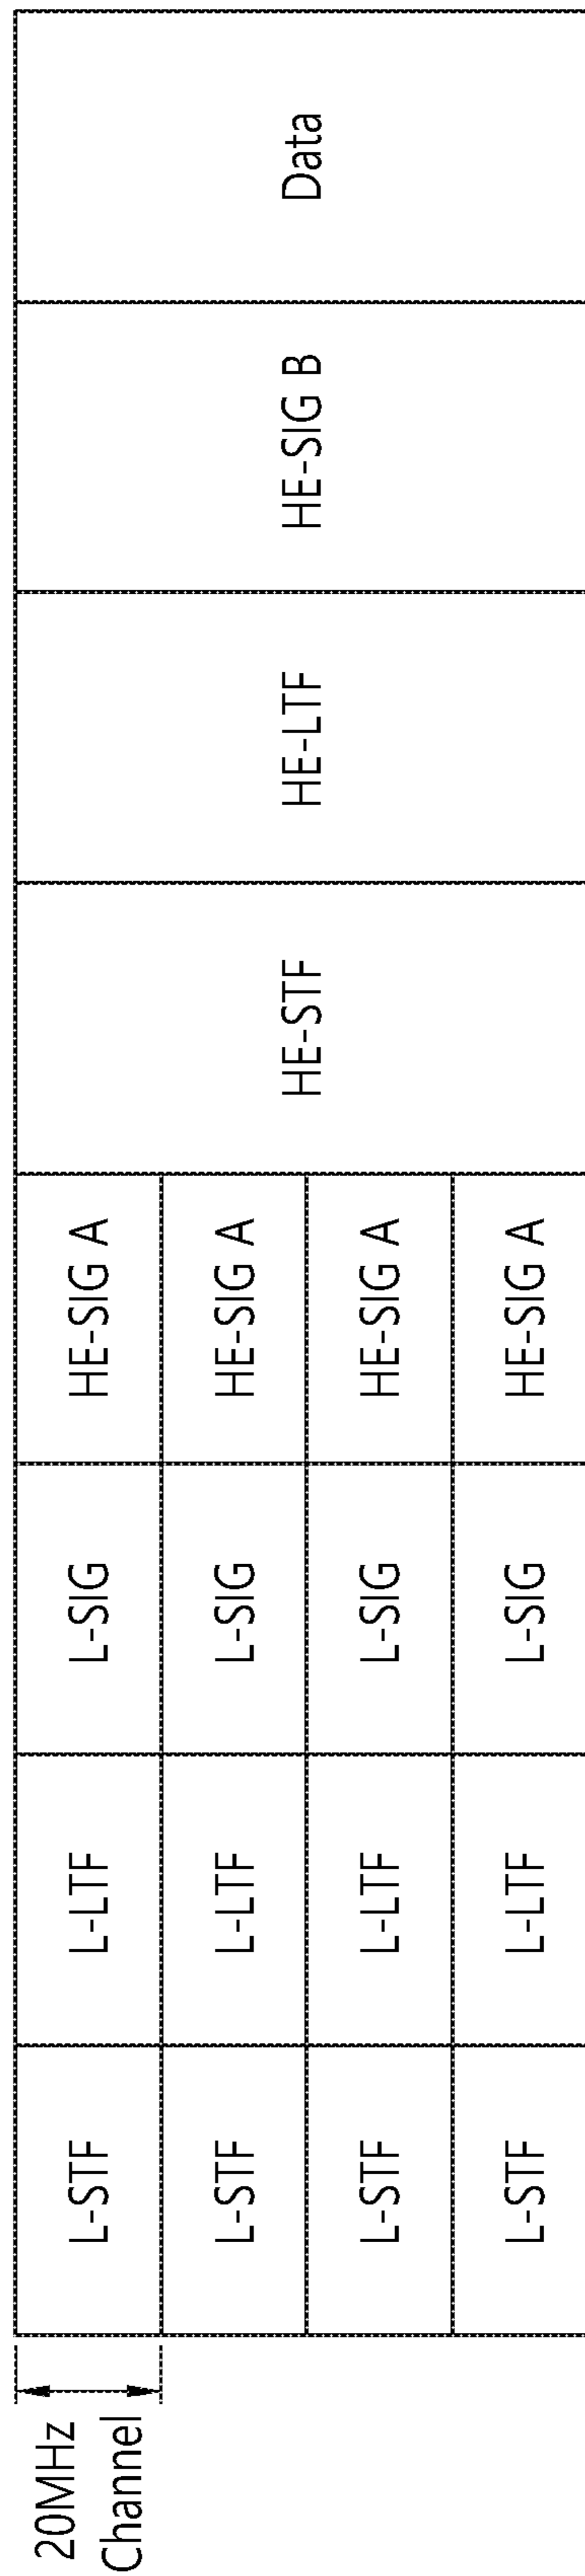 20MHz
Channel
L-STF
L-LTF
L-SIG
HE-SIG A
L-STF
L-LTF
L-SIG
HE-SIG A
HE-STF
HE-LTF
HE-SIG B
Data
L-STF
L-LTF
L-SIG
HE-SIG A
L-STF
L-LTF
L-SIG
HE-SIG A